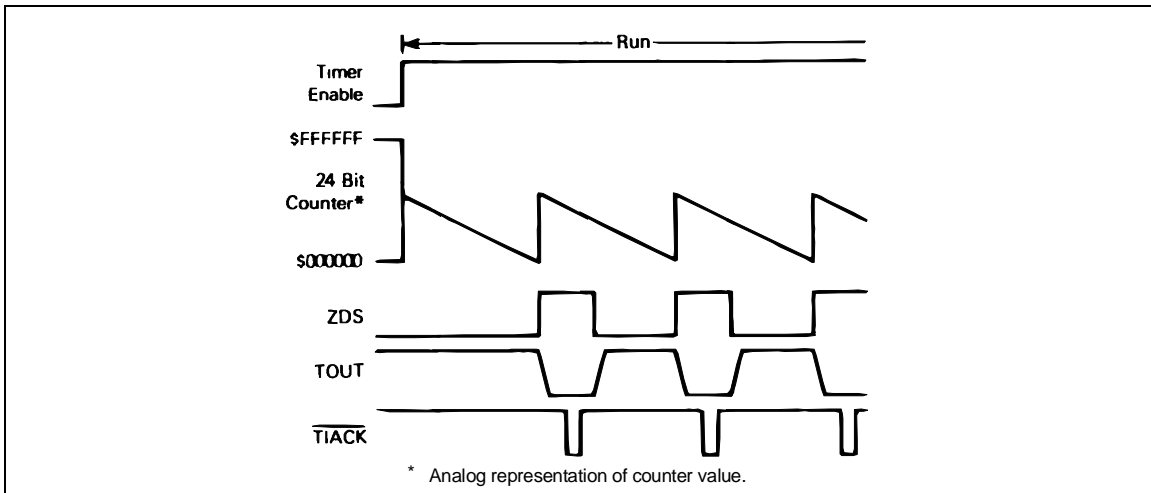 Run
Timer
Enable
$FFFFFF
24 Bit
Counter*
$000000
ZDS
TOUT
TIACK
* Analog representation of counter value.